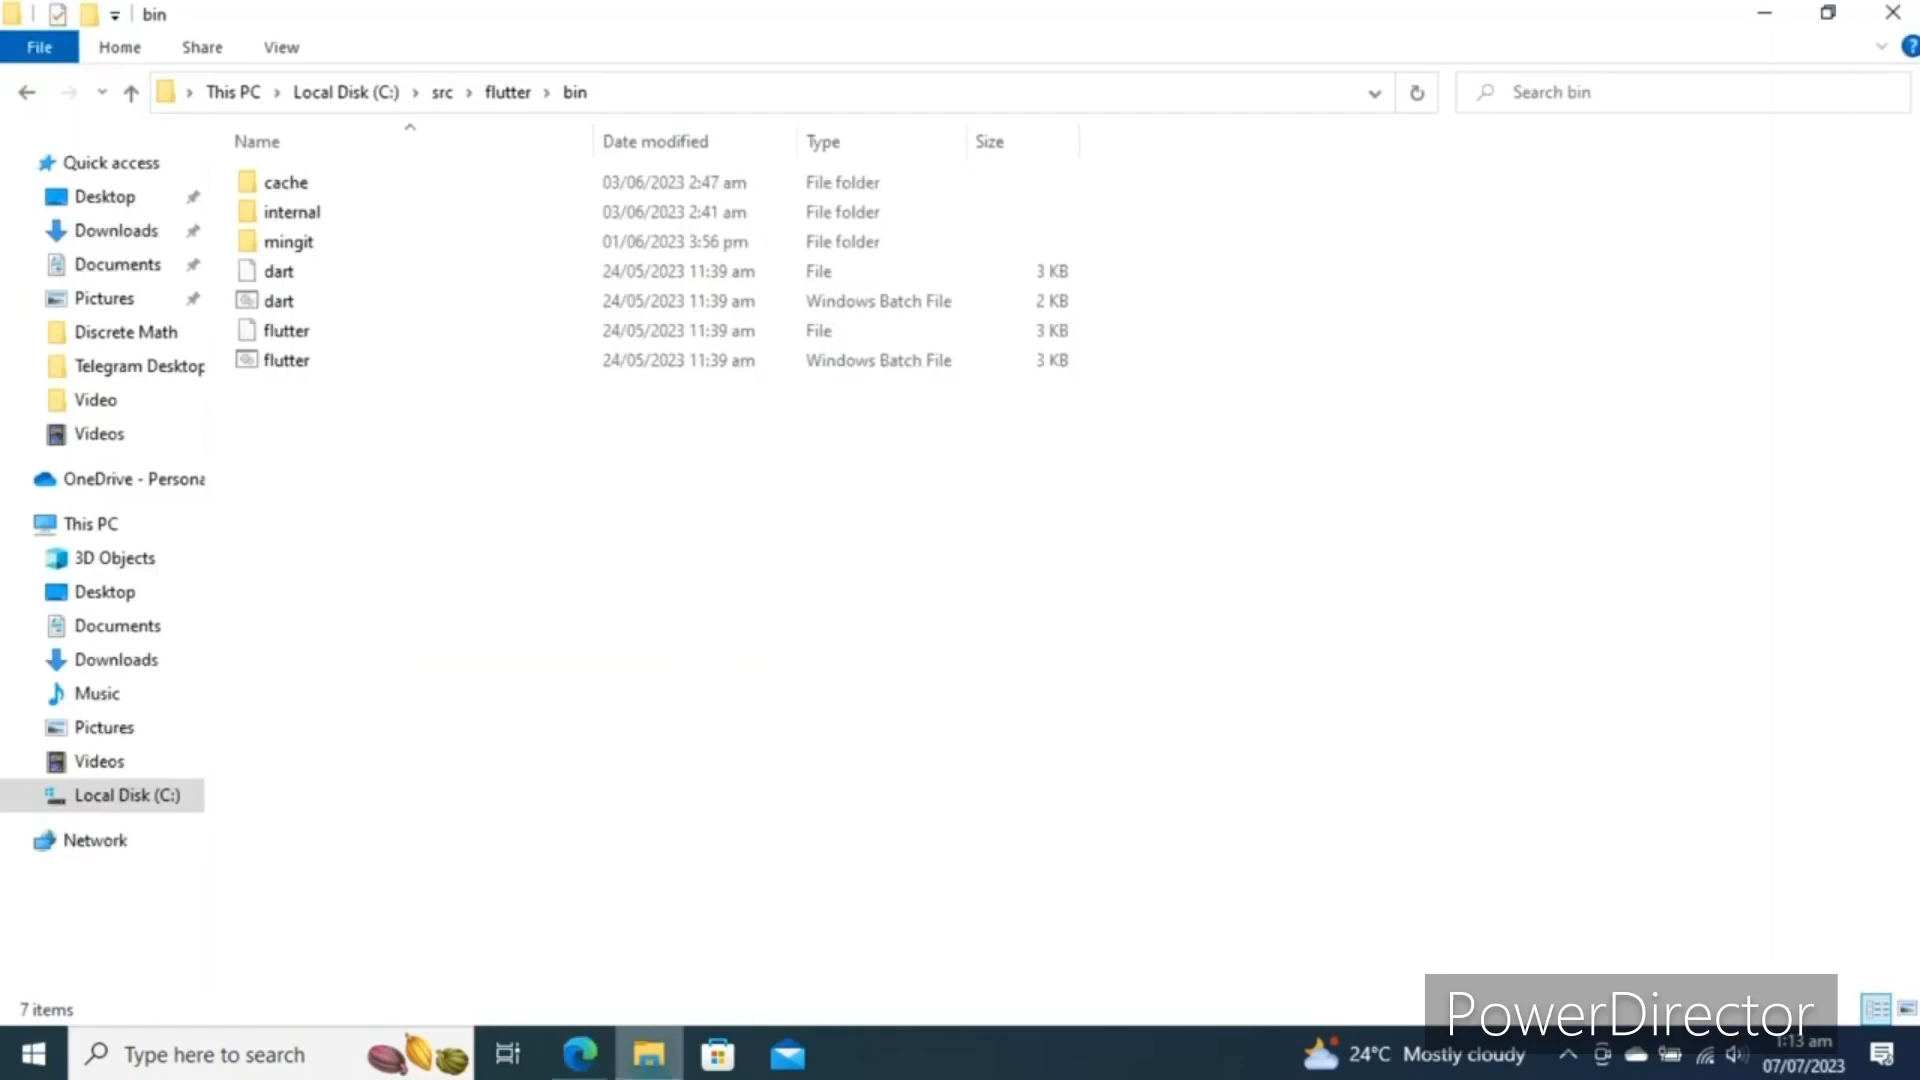 bin
File Home Share View
This PC Local Disk (C:) src flutter bin Search bin
Name Date modified Type Size
Quick access
Desktop
Downloads
Documents
Pictures
Discrete Math
Telegram Desktop
Video
Videos
OneDrive - Persona
This PC
3D Objects
Desktop
Documents
Downloads
Music
Pictures
Videos
Local Disk (C:)
Network
cache 03/06/2023 2:47 am File folder
internal 03/06/2023 2:41 am File folder
mingit 01/06/2023 3:56 pm File folder
dart 24/05/2023 11:39 am File 3 KB
dart 24/05/2023 11:39 am Windows Batch File 2 KB
flutter 24/05/2023 11:39 am File 3 KB
flutter 24/05/2023 11:39 am Windows Batch File 3 KB
7 items
PowerDirector
Type here to search
24°C Mostly cloudy
1:13 am
07/07/2023